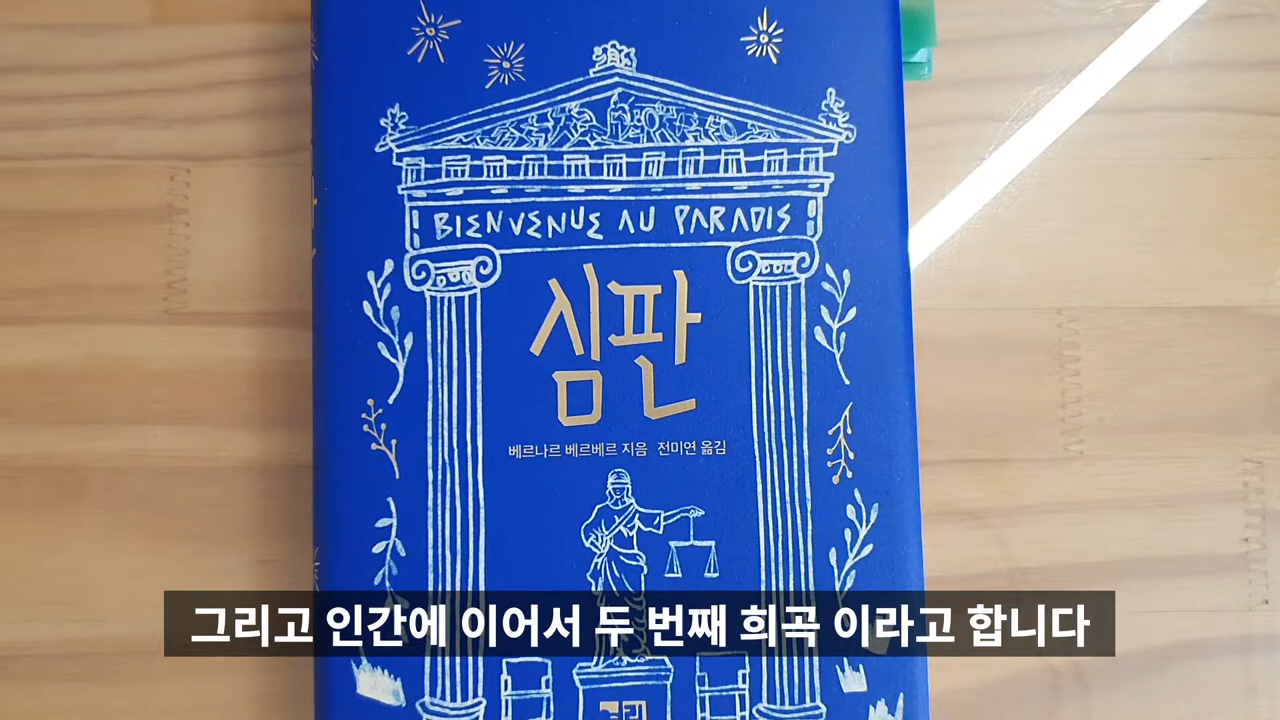 BIENVENUE AU PARADIS
심판
베르나르 베르베르 지음 전미연 옮김
그리고 인간에 이어서 두 번째 희곡 이라고 합니다